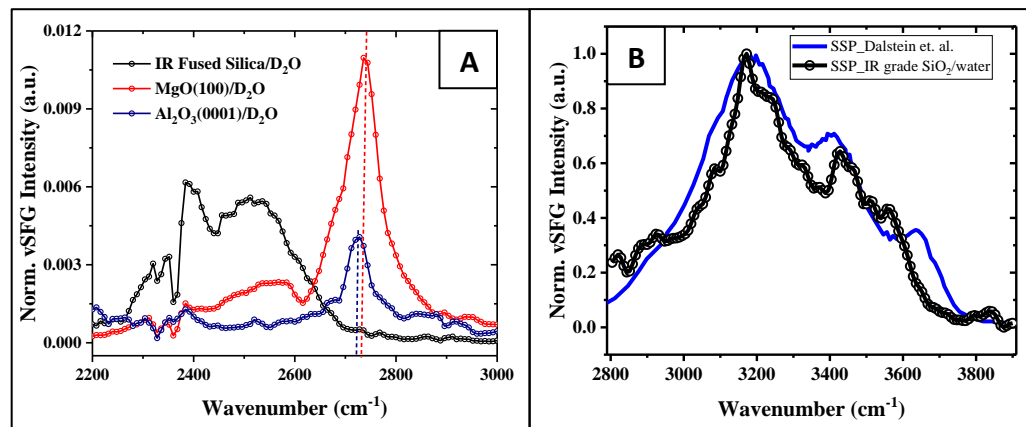 A
IR Fused Silica/D₂O
MgO(100)/D₂O
Al₂O₃(0001)/D₂O
Norm. vSFG Intensity (a.u.)
0.012
0.009
0.006
0.003
0.000
2200 2400 2600 2800 3000
Wavenumber (cm⁻¹)
B
SSP_Dalstein et. al.
SSP_IR grade SiO₂/water
Norm. vSFG Intensity (a.u.)
1.0
0.8
0.6
0.4
0.2
0.0
2800 3000 3200 3400 3600 3800
Wavenumber (cm⁻¹)